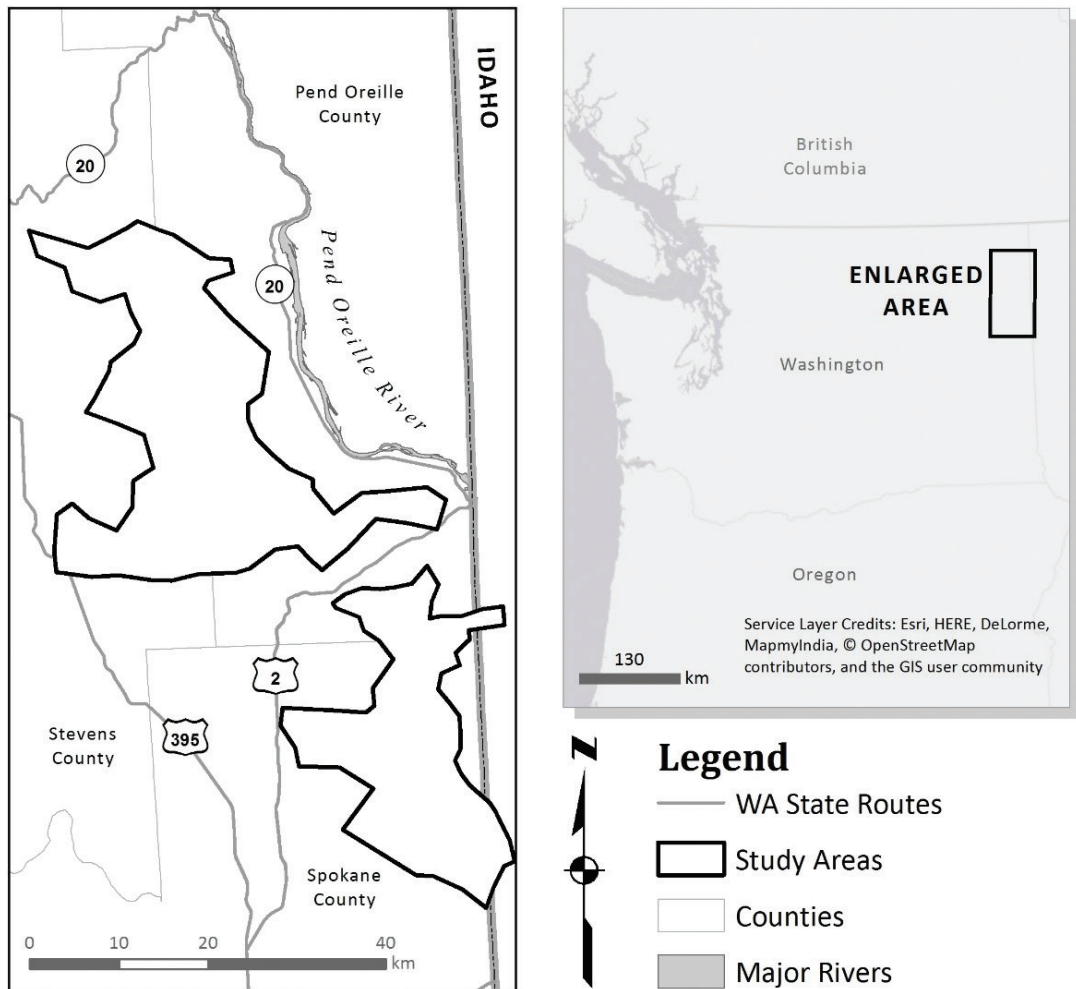 IDAHO
Pend Oreille
County
20
20
Pend Oreille River
2
395
Stevens
County
Spokane
County
0 10 20 40
km
British
Columbia
ENLARGED
AREA
Washington
Oregon
Service Layer Credits: Esri, HERE, DeLorme,
MapmyIndia, © OpenStreetMap
contributors, and the GIS user community
130
km
N
Legend
WA State Routes
Study Areas
Counties
Major Rivers